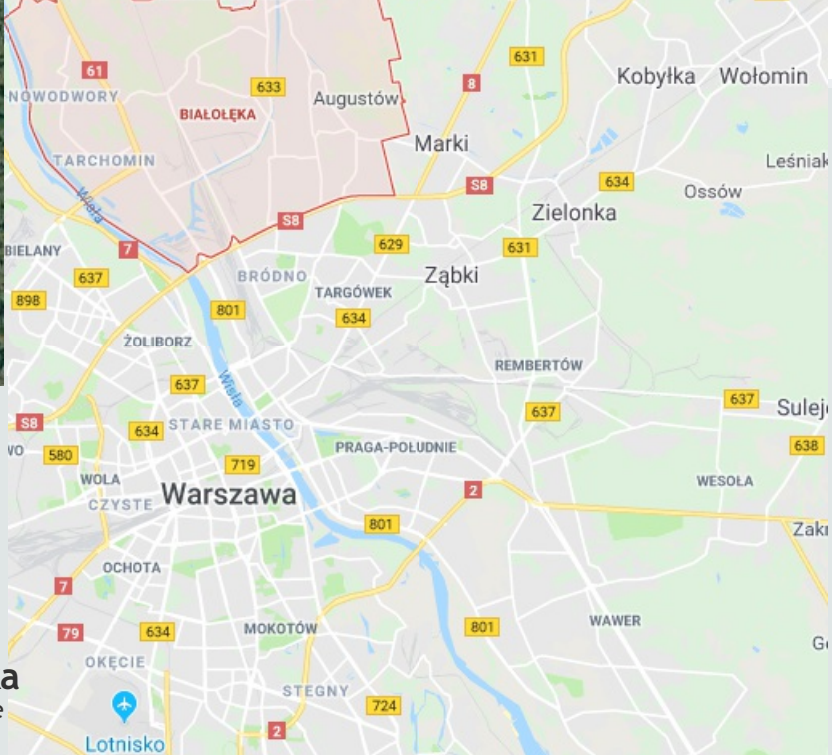 61
8
631
Kobyłka
Wołomin
NOWODWORY
633
Augustów
BIAŁOŁĘKA
Marki
TARCHOMIN
Leśniak
S8
634
Ossów
Wisła
Zielonka
S8
BIELANY
7
629
631
637
BRÓDNO
Ząbki
898
TARGÓWEK
801
634
ŻOLIBORZ
REMBERTÓW
637
Wisła
637
637
Sulej
S8
634
STARE MIASTO
638
580
719
PRAGA-POŁUDNIE
WOLA
WESOŁA
CZYSTE
Warszawa
2
801
Zakr
OCHOTA
7
79
634
MOKOTÓW
801
WAWER
OKĘCIE
STEGNY
724
2
Lotnisko